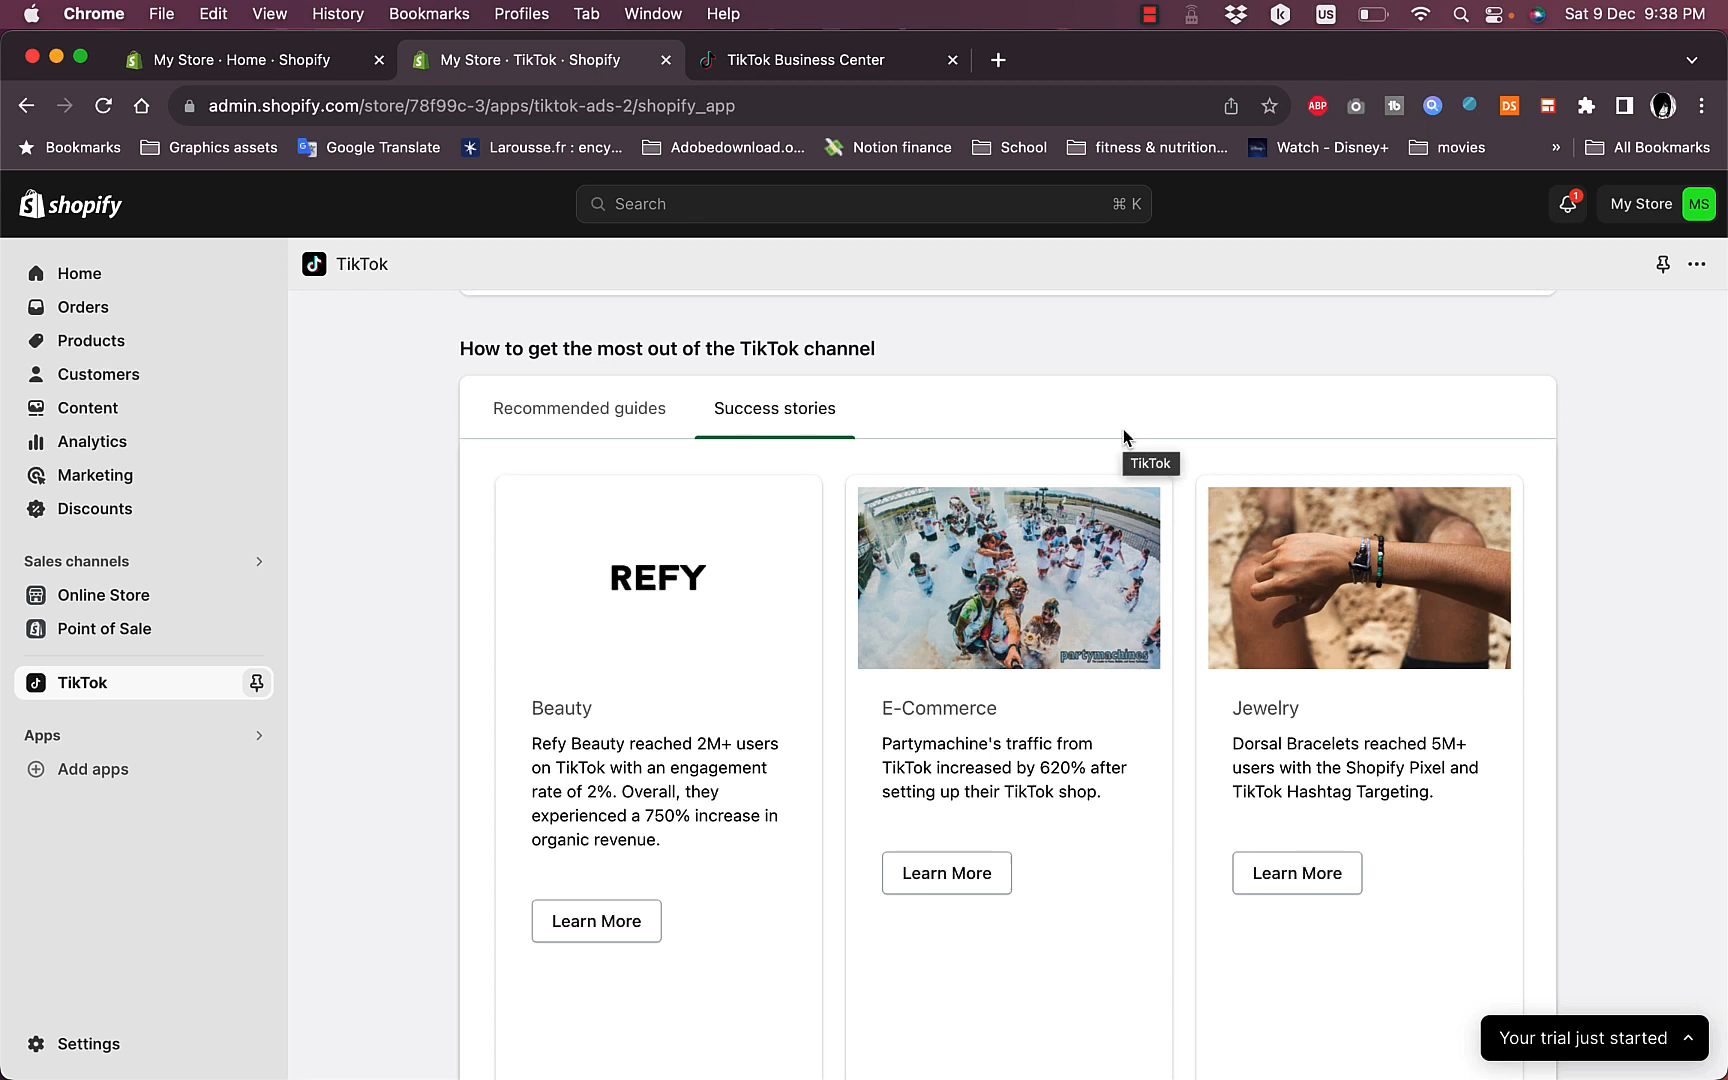 Chrome File Edit View History Bookmarks Profiles Tab Window Help US Sat 9 Dec 9:38 PM
My Store · Home · Shopify
My Store · TikTok · Shopify
TikTok Business Center
admin.shopify.com/store/78f99c-3/apps/tiktok-ads-2/shopify_app
ABP tb DS
Bookmarks Graphics assets Google Translate Larousse.fr : ency... Adobedownload.o... Notion finance School fitness & nutrition... Watch - Disney+ movies » All Bookmarks
shopify
Search ⌘ K
1
My Store MS
Home
Orders
Products
Customers
Content
Analytics
Marketing
Discounts
Sales channels
Online Store
Point of Sale
TikTok
Apps
Add apps
Settings
TikTok
How to get the most out of the TikTok channel
Recommended guides Success stories
TikTok
REFY
Beauty
Refy Beauty reached 2M+ users
on TikTok with an engagement
rate of 2%. Overall, they
experienced a 750% increase in
organic revenue.
Learn More
partymachines
E-Commerce
Partymachine's traffic from
TikTok increased by 620% after
setting up their TikTok shop.
Learn More
Jewelry
Dorsal Bracelets reached 5M+
users with the Shopify Pixel and
TikTok Hashtag Targeting.
Learn More
Your trial just started